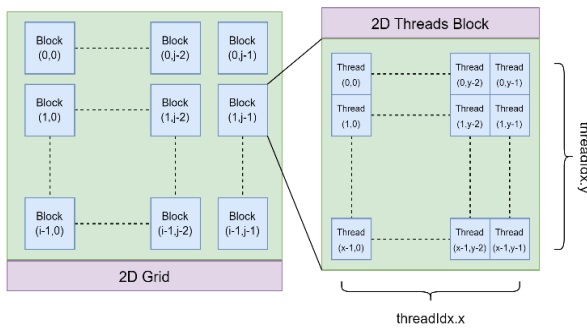 2D Threads Block
Block
(0,0)
Block
(0,j-2)
Block
(0,j-1)
Block
(1,0)
Block
(1,j-2)
Block
(1,j-1)
Block
(i-1,0)
Block
(i-1,j-2)
Block
(i-1,j-1)
2D Grid
Thread
(0,0)
Thread
(0,y-2)
Thread
(0,y-1)
Thread
(1,0)
Thread
(1,y-2)
Thread
(1,y-1)
Thread
(x-1,0)
Thread
(x-1,y-2)
Thread
(x-1,y-1)
threadIdx.y
threadIdx.x